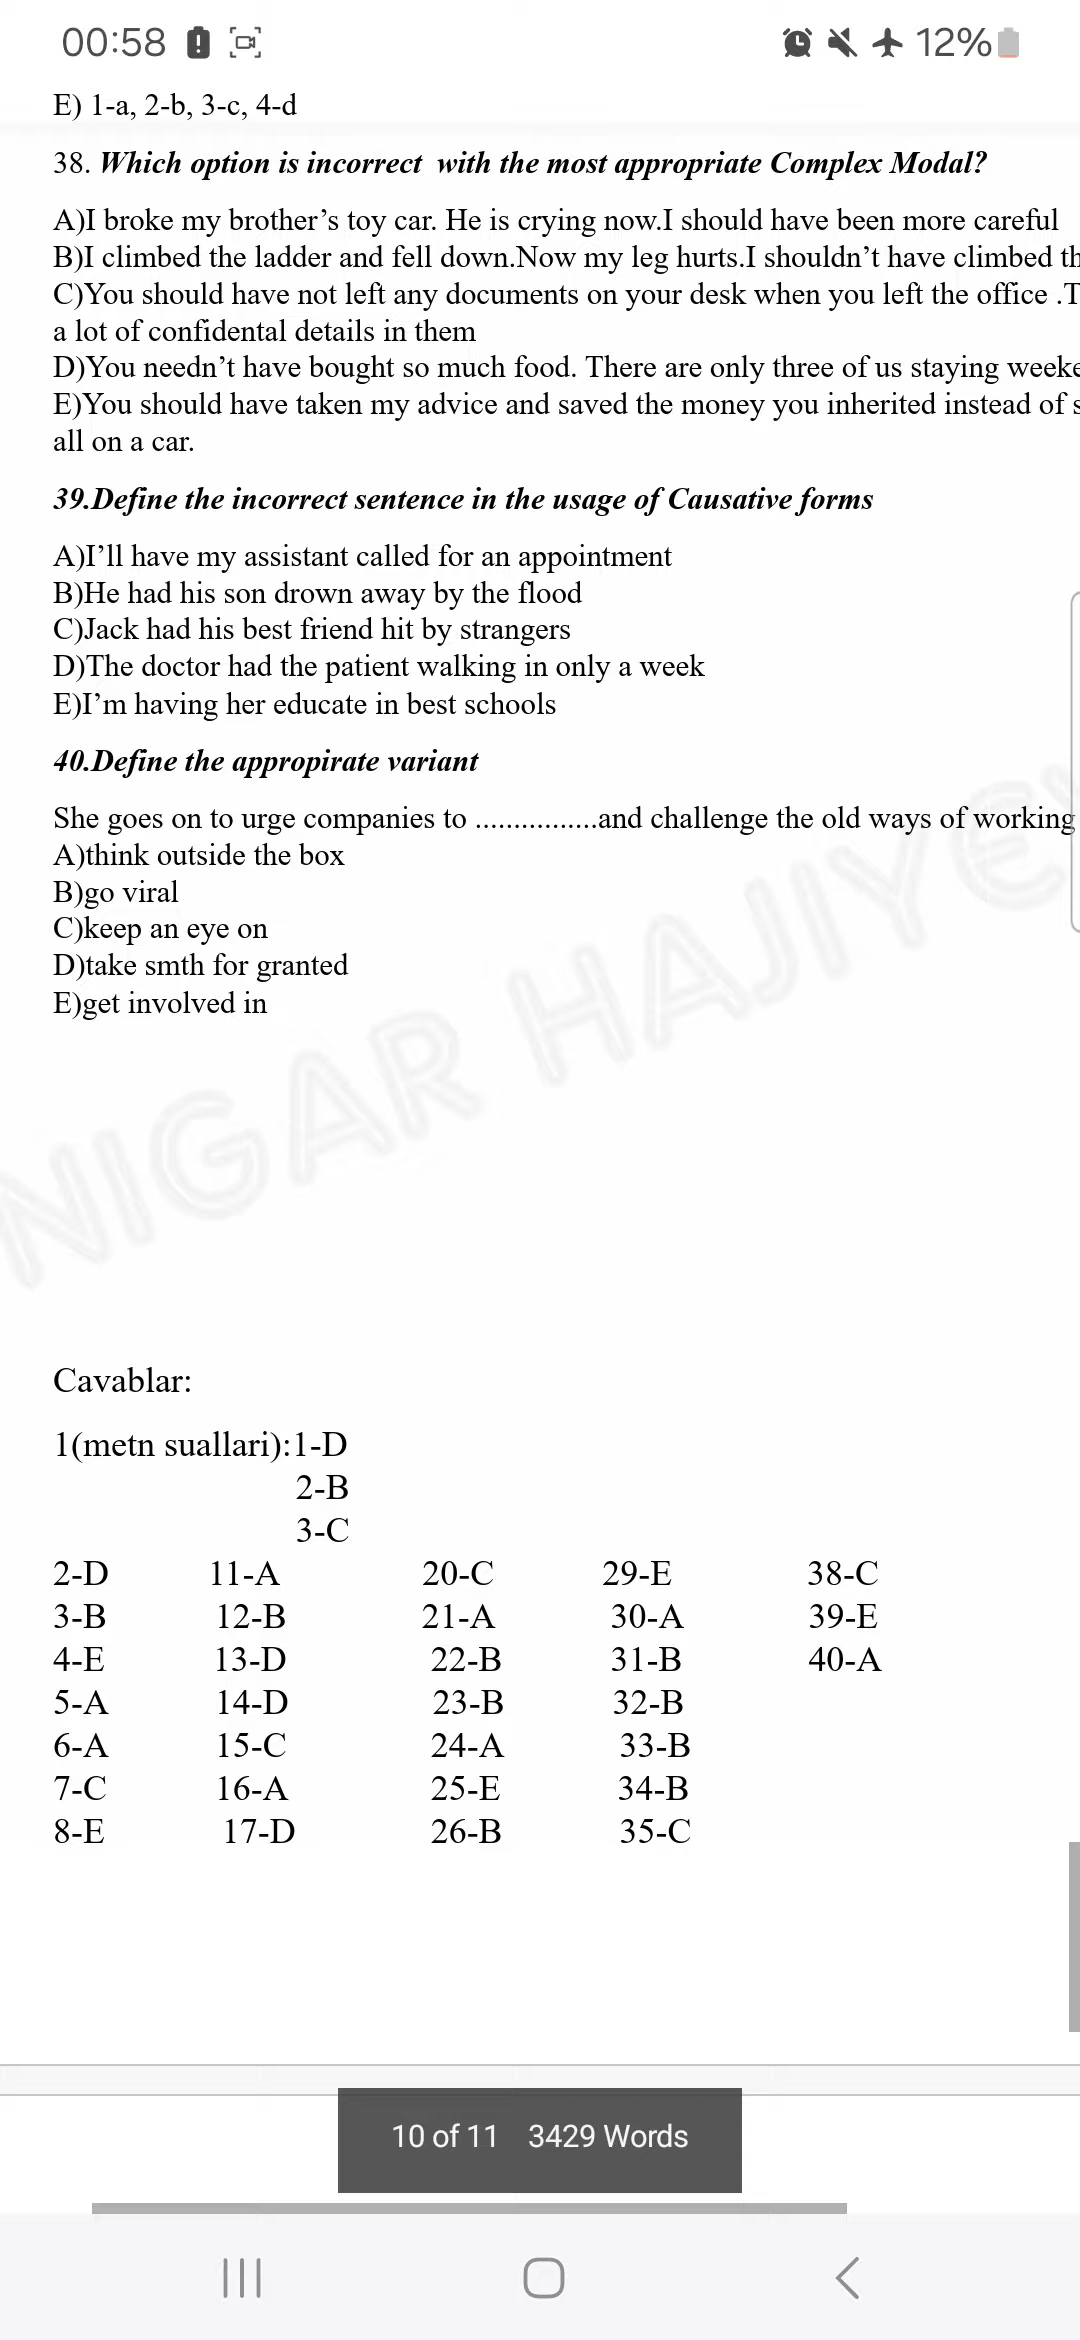 00:58
12%
E) 1-a, 2-b, 3-c, 4-d
38. Which option is incorrect with the most appropriate Complex Modal?
A)I broke my brother’s toy car. He is crying now.I should have been more careful
B)I climbed the ladder and fell down.Now my leg hurts.I shouldn’t have climbed
C)You should have not left any documents on your desk when you left the office .
a lot of confidental details in them
D)You needn’t have bought so much food. There are only three of us staying
E)You should have taken my advice and saved the money you inherited instead of
all on a car.
39.Define the incorrect sentence in the usage of Causative forms
A)I’ll have my assistant called for an appointment
B)He had his son drown away by the flood
C)Jack had his best friend hit by strangers
D)The doctor had the patient walking in only a week
E)I’m having her educate in best schools
40.Define the appropirate variant
She goes on to urge companies to ................and challenge the old ways of working
A)think outside the box
B)go viral
C)keep an eye on
D)take smth for granted
E)get involved in
NIGAR
Cavablar:
1(metn suallari):1-D
2-B
3-C
2-D 11-A 20-C 29-E 38-C
3-B 12-B 21-A 30-A 39-E
4-E 13-D 22-B 31-B 40-A
5-A 14-D 23-B 32-B
6-A 15-C 24-A 33-B
7-C 16-A 25-E 34-B
8-E 17-D 26-B 35-C
10 of 11 3429 Words